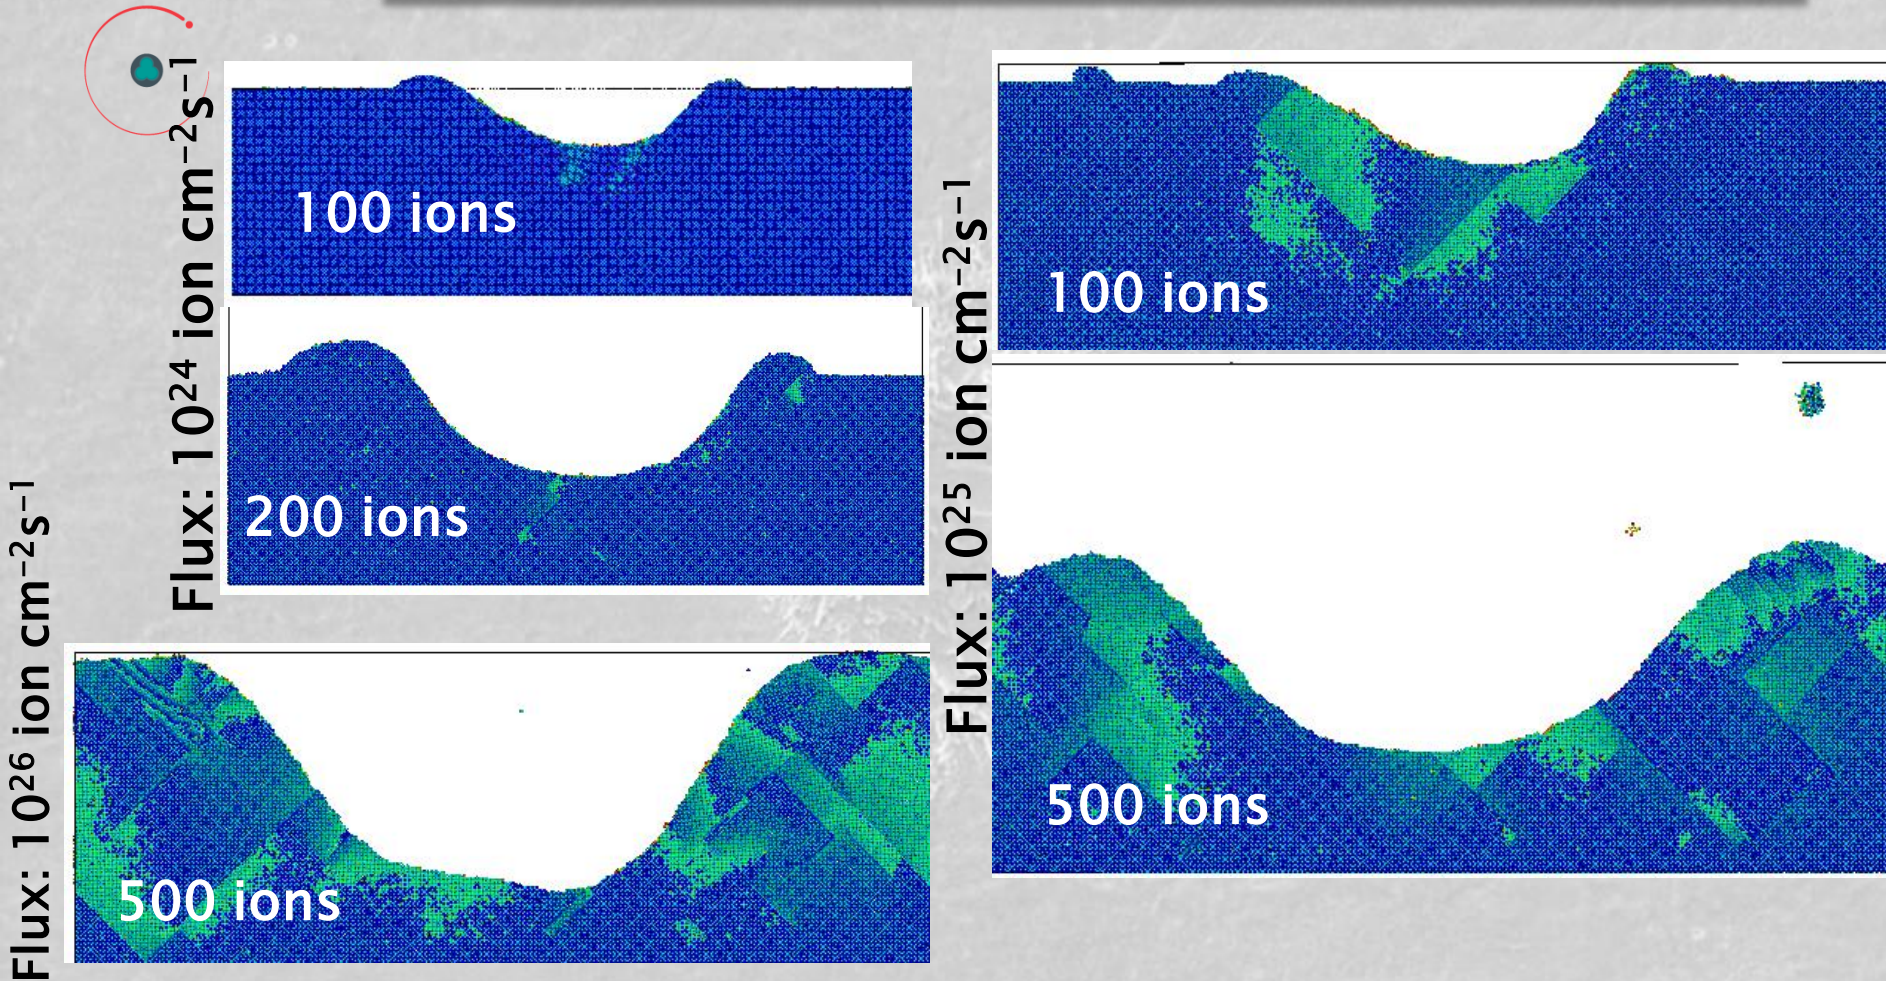 Flux: 10²⁴ ion cm⁻²s⁻¹
100 ions
200 ions
Flux: 10²⁵ ion cm⁻²s⁻¹
100 ions
500 ions
Flux: 10²⁶ ion cm⁻²s⁻¹
500 ions